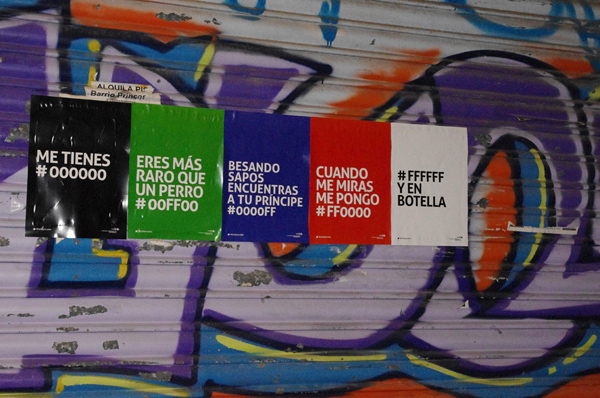 ALQUILA PI
Barrio Princes
ME TIENES
#000000
ERES MÁS
RARO QUE
UN PERRO
#00FF00
BESANDO
SAPOS
ENCUENTRAS
A TU PRÍNCIPE
#0000FF
CUANDO
ME MIRAS
ME PONGO
#FF0000
#FFFFFF
Y EN
BOTELLA